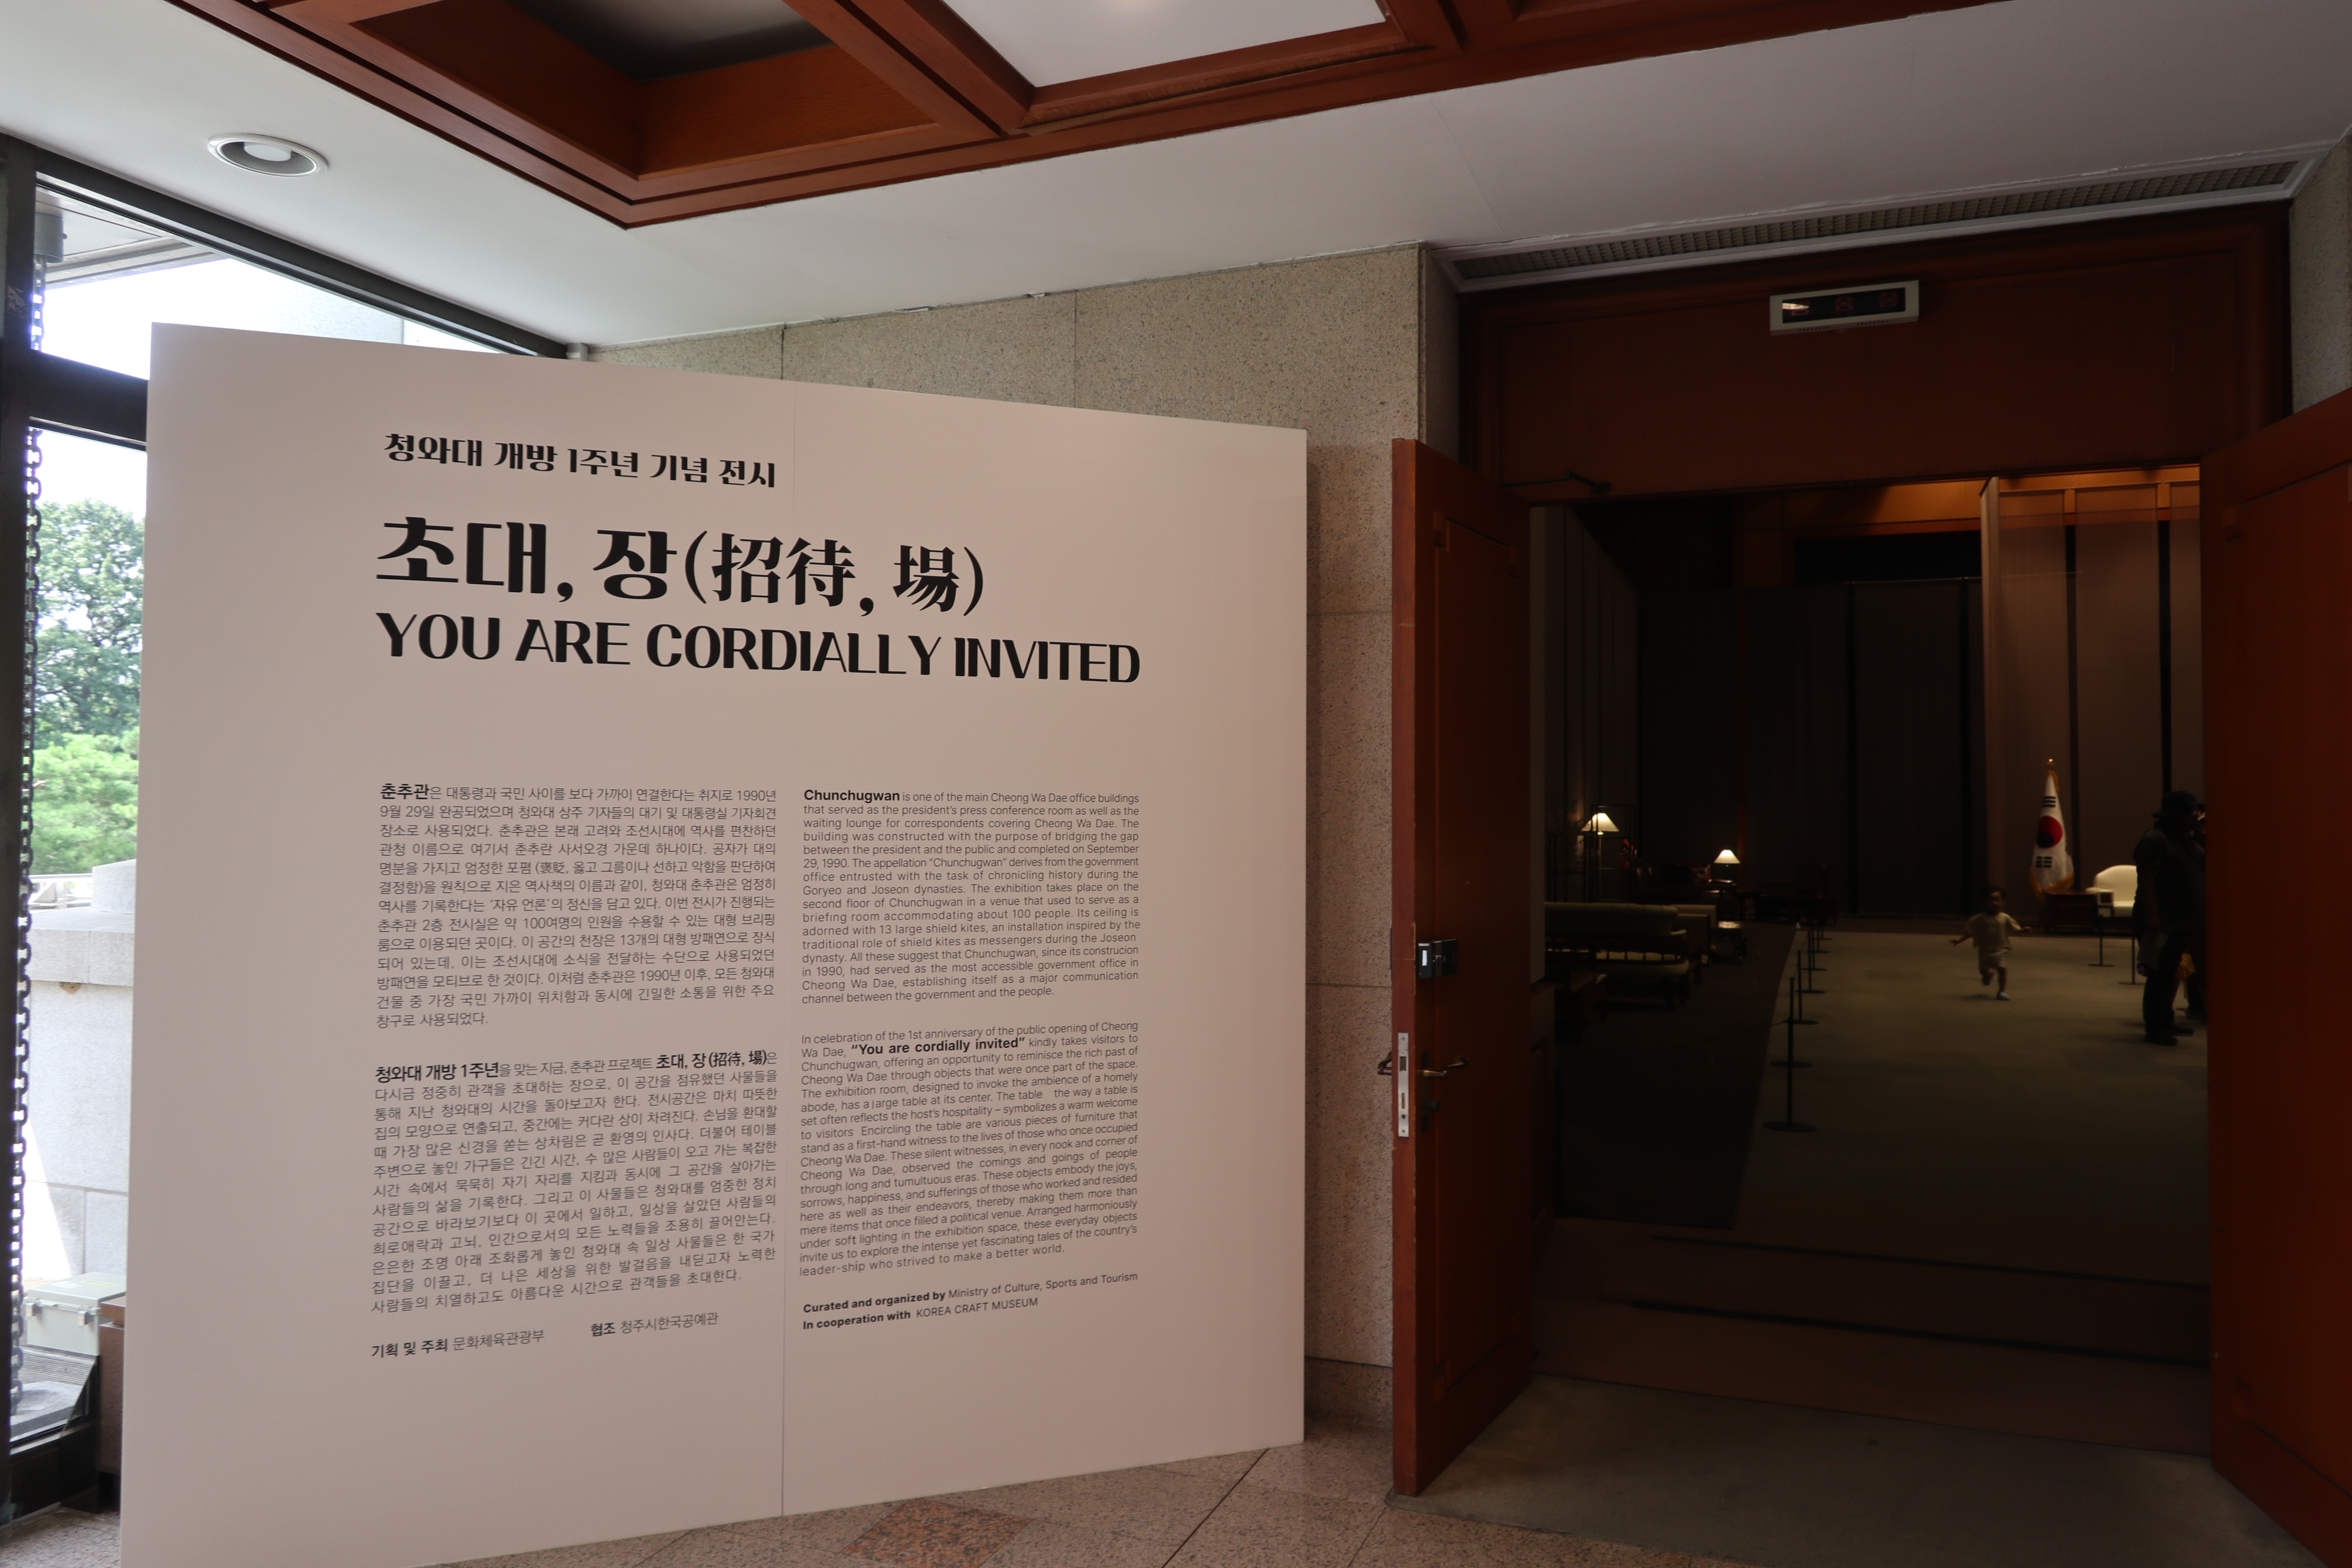 청와대 개방 1주년 기념 전시
초대, 장(招待, 場)
YOU ARE CORDIALLY INVITED
춘추관은 대통령과 국민 사이를 보다 가까이 연결한다는 취지로 1990년
9월 29일 완공되었으며 청와대 상주 기자들의 대기 및 대통령실 기자회견
장소로 사용되었다. 춘추관은 본래 고려와 조선시대에 역사를 편찬하던
관청 이름으로 여기서 춘추란 사서오경 가운데 하나이다. 공자가 대의
명분을 가지고 엄정한 포폄 (褒貶, 옳고 그름이나 선하고 악함을 판단하여
결정함)을 원칙으로 지은 역사책의 이름과 같이, 청와대 춘추관은 엄정히
역사를 기록한다는 '자유 언론'의 정신을 담고 있다. 이번 전시가 진행되는
춘추관 2층 전시실은 약 100여명의 인원을 수용할 수 있는 대형 브리핑
룸으로 이용되던 곳이다. 이 공간의 천장은 13개의 대형 방패연으로 장식
되어 있는데, 이는 조선시대에 소식을 전달하는 수단으로 사용되었던
방패연을 모티브로 한 것이다. 이처럼 춘추관은 1990년 이후, 모든 청와대
건물 중 가장 국민 가까이 위치함과 동시에 긴밀한 소통을 위한 주요
창구로 사용되었다.
청와대 개방 1주년을 맞는 지금, 춘추관 프로젝트 초대, 장(招待, 場)은
다시금 정중히 관객을 초대하는 장으로, 이 공간을 점유했던 사물들을
통해 지난 청와대의 시간을 돌아보고자 한다. 전시공간은 마치 따뜻한
집의 모양으로 연출되고, 중간에는 커다란 상이 차려진다. 손님을 환대할
때 가장 많은 신경을 쏟는 상차림은 곧 환영의 인사다. 더불어 테이블
주변으로 놓인 가구들은 긴긴 시간, 수 많은 사람들이 오고 가는 복잡한
시간 속에서 묵묵히 자기 자리를 지킴과 동시에 그 공간을 살아가는
사람들의 삶을 기록한다. 그리고 이 사물들은 청와대를 엄중한 정치
공간으로 바라보기보다 이 곳에서 일하고, 일상을 살았던 사람들의
희로애락과 고뇌, 인간으로서의 모든 노력들을 조용히 끌어안는다.
은은한 조명 아래 조화롭게 놓인 청와대 속 일상 사물들은 한 국가
집단을 이끌고, 더 나은 세상을 위한 발걸음을 내딛고자 노력한
사람들의 치열하고도 아름다운 시간으로 관객들을 초대한다.
기획 및 주최 문화체육관광부 협조 청주시한국공예관
Chunchugwan is one of the main Cheong Wa Dae office buildings
that served as the president's press conference room as well as the
waiting lounge for correspondents covering Cheong Wa Dae. The
building was constructed with the purpose of bridging the gap
between the president and the public and completed on September
29, 1990. The appellation "Chunchugwan" derives from the government
office entrusted with the task of chronicling history during the
Goryeo and Joseon dynasties. The exhibition takes place on the
second floor of Chunchugwan in a venue that used to serve as a
briefing room accommodating about 100 people. Its ceiling is
adorned with 13 large shield kites, an installation inspired by the
traditional role of shield kites as messengers during the Joseon
dynasty. All these suggest that Chunchugwan, since its construcion
in 1990, had served as the most accessible government office in
Cheong Wa Dae, establishing itself as a major communication
channel between the government and the people.
In celebration of the 1st anniversary of the public opening of Cheong
Wa Dae, "You are cordially invited" kindly takes visitors to
Chunchugwan, offering an opportunity to reminisce the rich past of
Cheong Wa Dae through objects that were once part of the space.
The exhibition room, designed to invoke the ambience of a homely
abode, has a large table at its center. The table the way a table is
set often reflects the host's hospitality – symbolizes a warm welcome
to visitors Encircling the table are various pieces of furniture that
stand as a first-hand witness to the lives of those who once occupied
Cheong Wa Dae. These silent witnesses, in every nook and corner of
Cheong Wa Dae, observed the comings and goings of people
through long and tumultuous eras. These objects embody the joys,
sorrows, happiness, and sufferings of those who worked and resided
here as well as their endeavors, thereby making them more than
mere items that once filled a political venue. Arranged harmoniously
under soft lighting in the exhibition space, these everyday objects
invite us to explore the intense yet fascinating tales of the country's
leader-ship who strived to make a better world.
Curated and organized by Ministry of Culture, Sports and Tourism
In cooperation with KOREA CRAFT MUSEUM